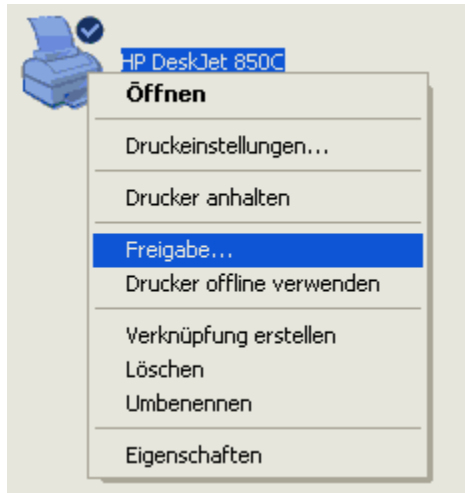 HP DeskJet 850C
Öffnen
Druckeinstellungen...
Drucker anhalten
Freigabe...
Drucker offline verwenden
Verknüpfung erstellen
Löschen
Umbenennen
Eigenschaften